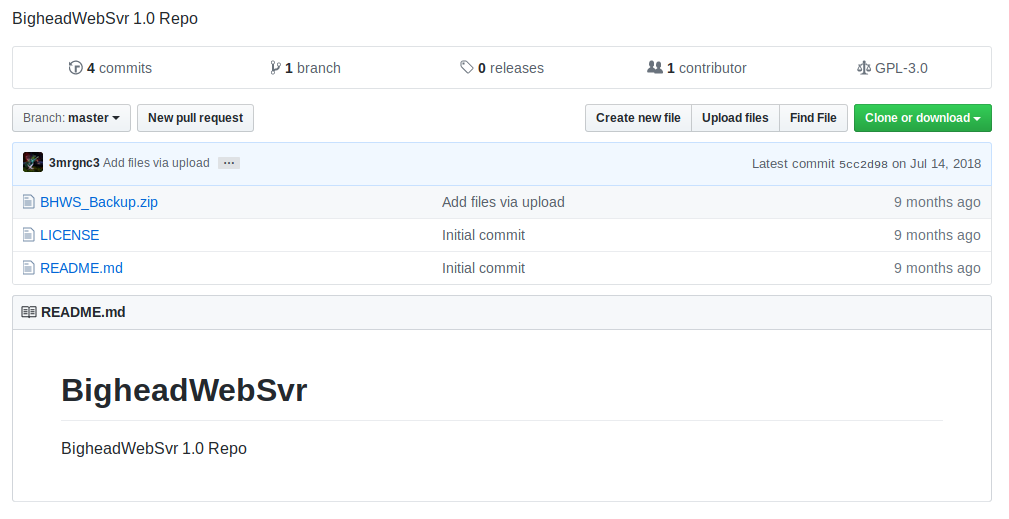 BigheadWebSvr 1.0 Repo
4 commits 1 branch 0 releases 1 contributor GPL-3.0
Branch: master New pull request Create new file Upload files Find File Clone or download
3mrgnc3 Add files via upload ... Latest commit 5cc2d98 on Jul 14, 2018
BHWS_Backup.zip Add files via upload 9 months ago
LICENSE Initial commit 9 months ago
README.md Initial commit 9 months ago
README.md
BigheadWebSvr
BigheadWebSvr 1.0 Repo